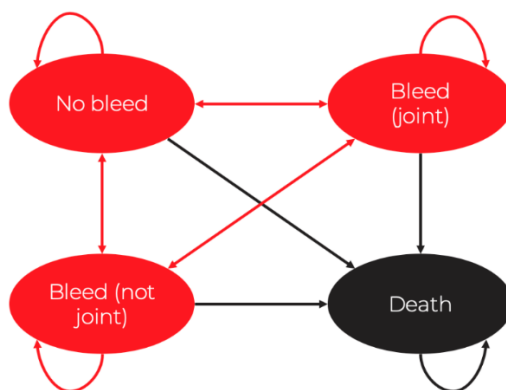 No bleed
Bleed
(joint)
Bleed (not
joint)
Death